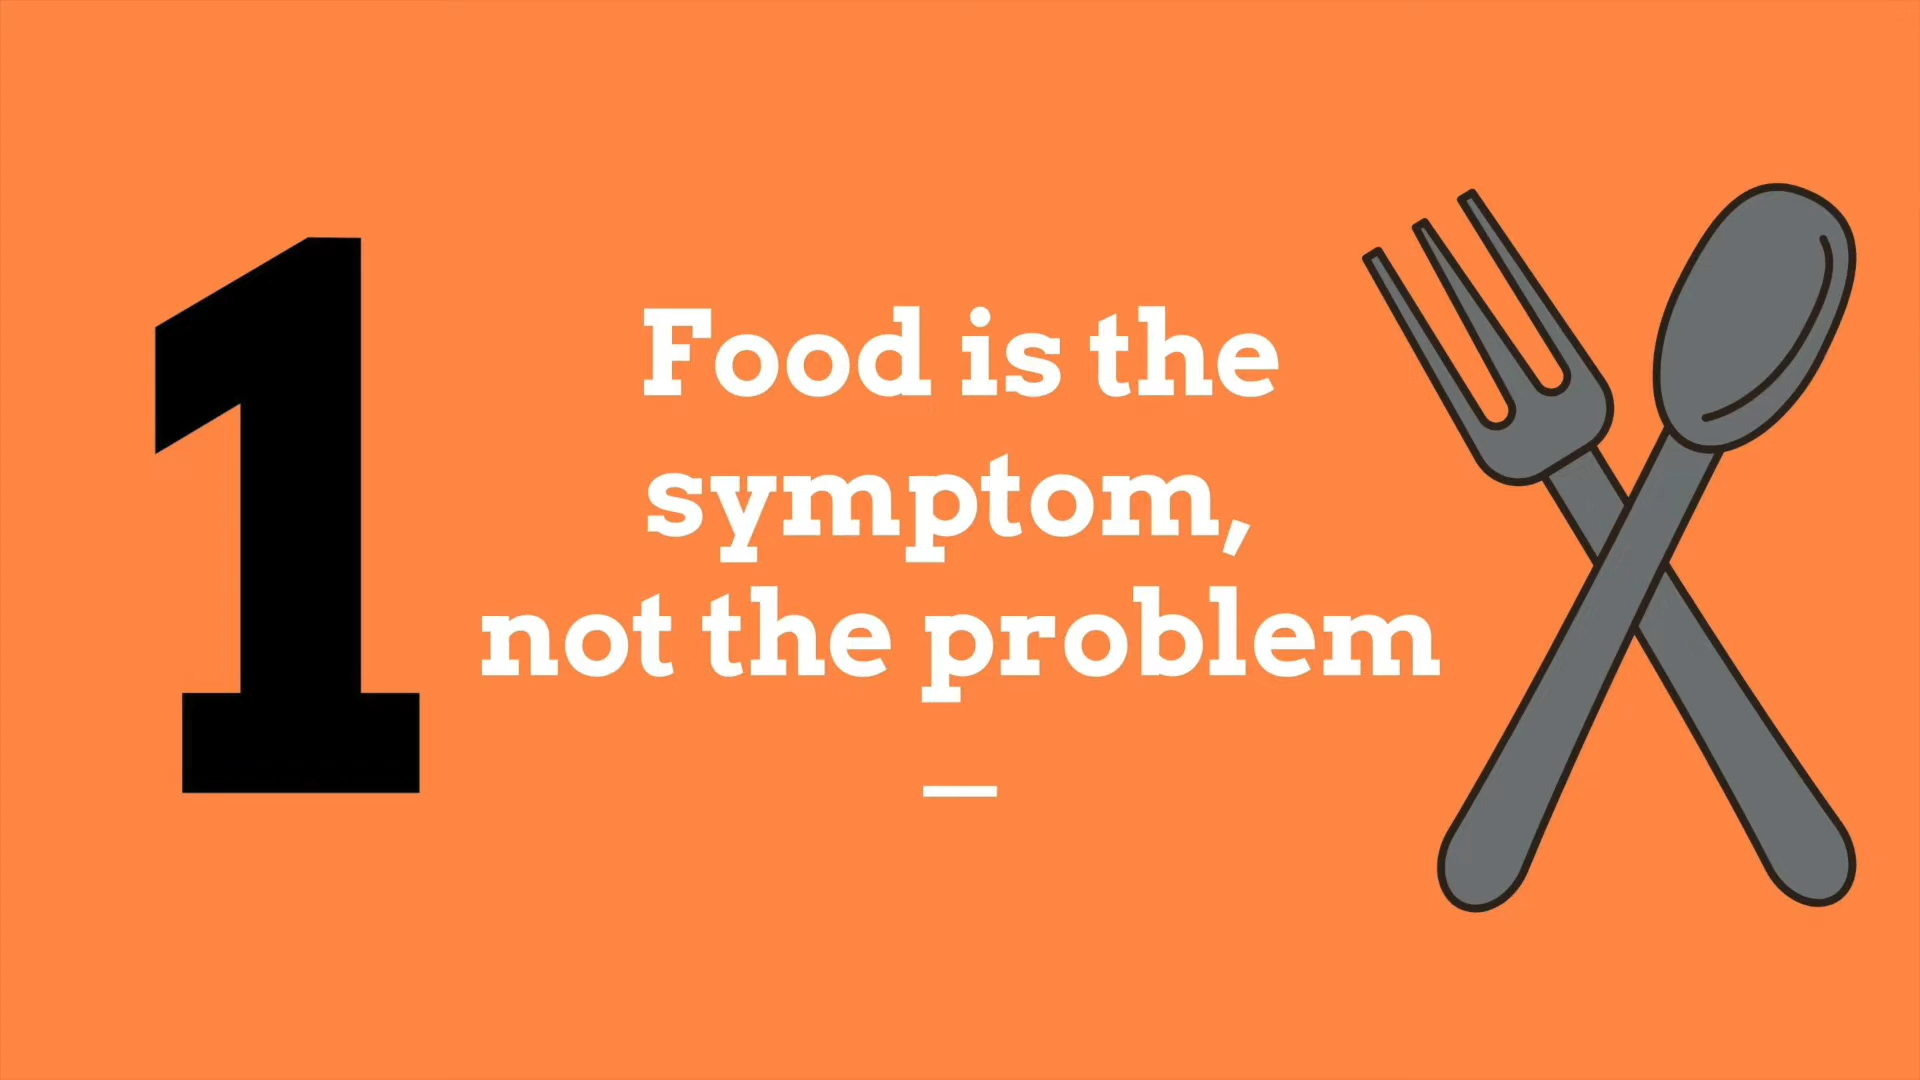 1
Food is the
symptom,
not the problem